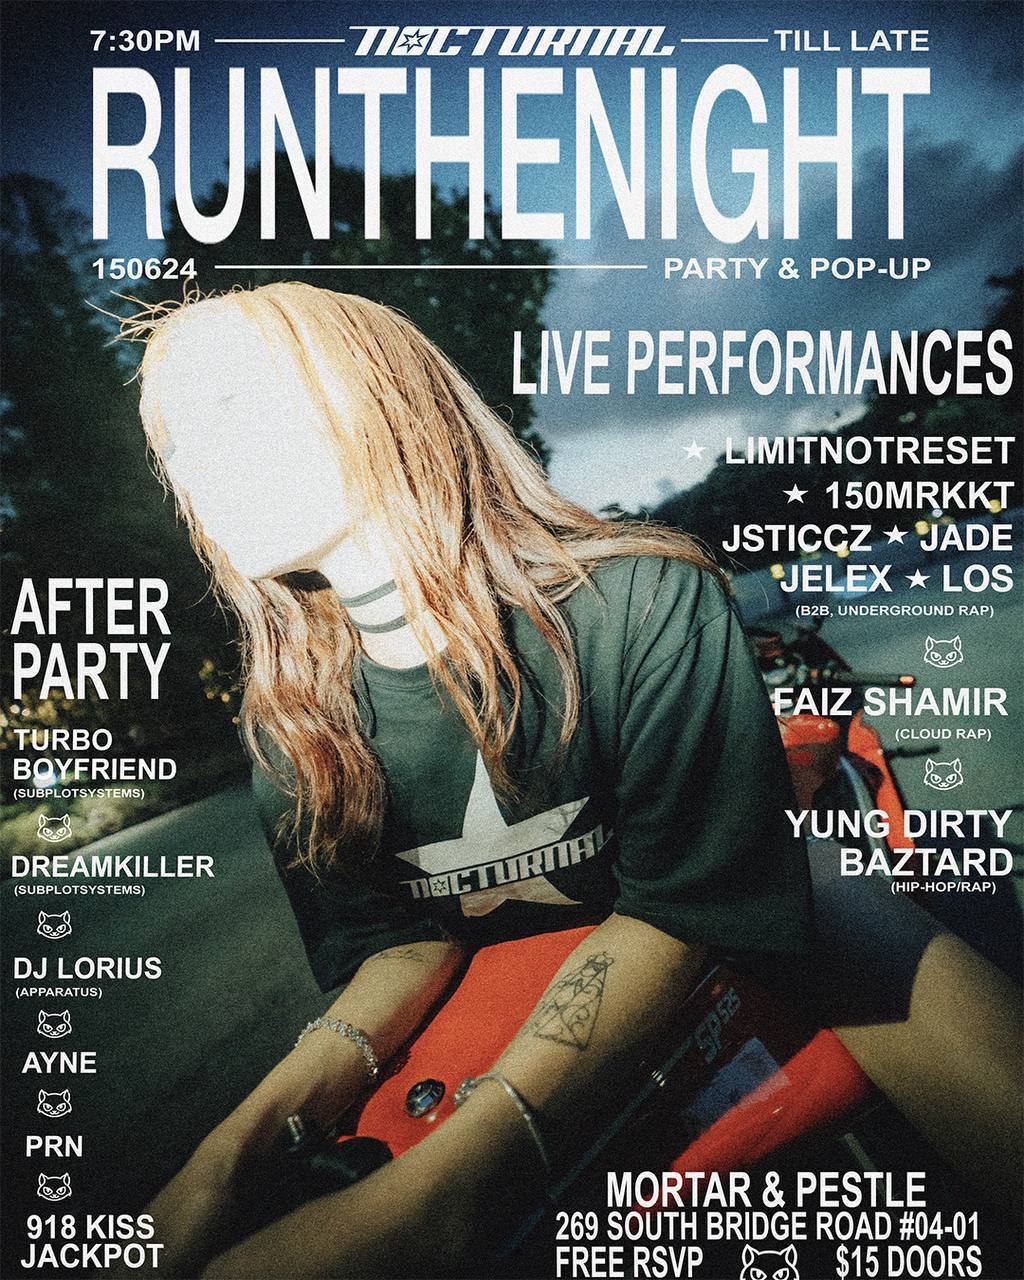 7:30PM NOCTURNAL TILL LATE
RUNTHENIGHT
150624 PARTY & POP-UP
LIVE PERFORMANCES
★ LIMITNOTRESET
★ 150MRKKT
JSTICCZ ★ JADE
JELEX ★ LOS
(B2B, UNDERGROUND RAP)
FAIZ SHAMIR
(CLOUD RAP)
YUNG DIRTY
BAZTARD
(HIP-HOP/RAP)
AFTER
PARTY
TURBO
BOYFRIEND
(SUBPLOTSYSTEMS)
DREAMKILLER
(SUBPLOTSYSTEMS)
DJ LORIUS
(APPARATUS)
AYNE
PRN
918 KISS
JACKPOT
NOCTURNAL
SP 525
MORTAR & PESTLE
269 SOUTH BRIDGE ROAD #04-01
FREE RSVP $15 DOORS